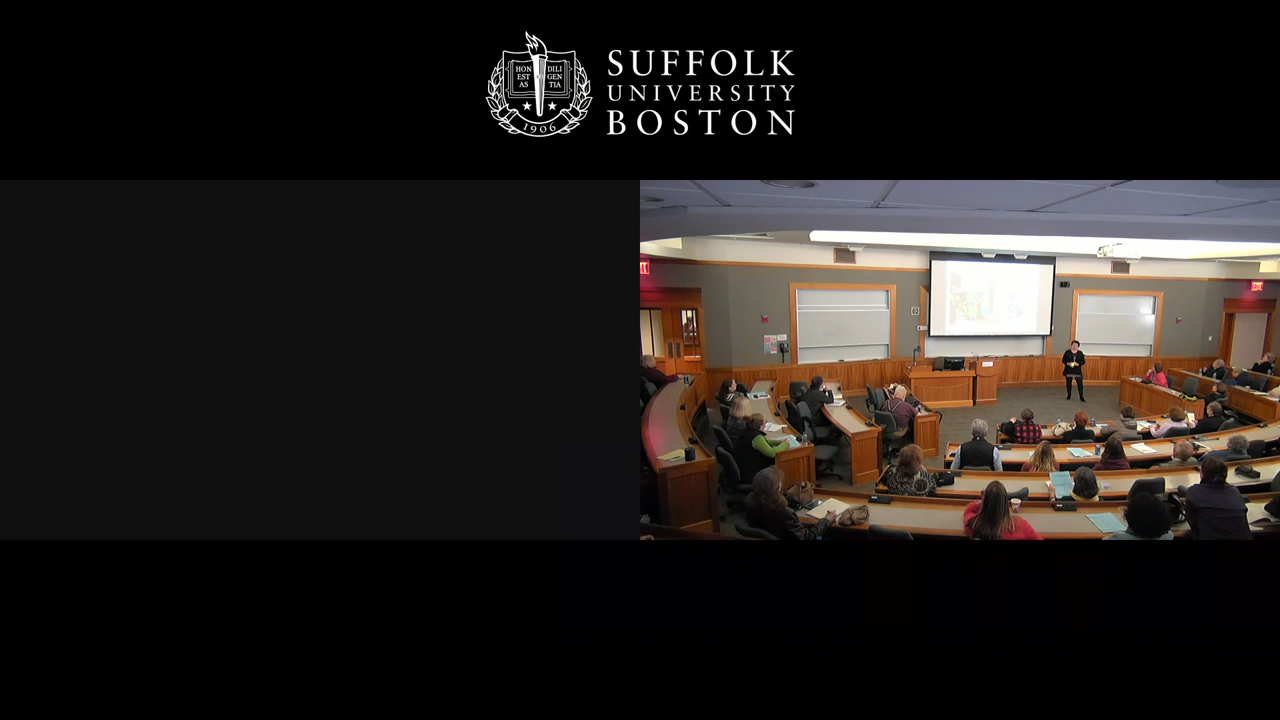 HON
EST
AS
DILI
GEN
TIA
1906
SUFFOLK
UNIVERSITY
BOSTON